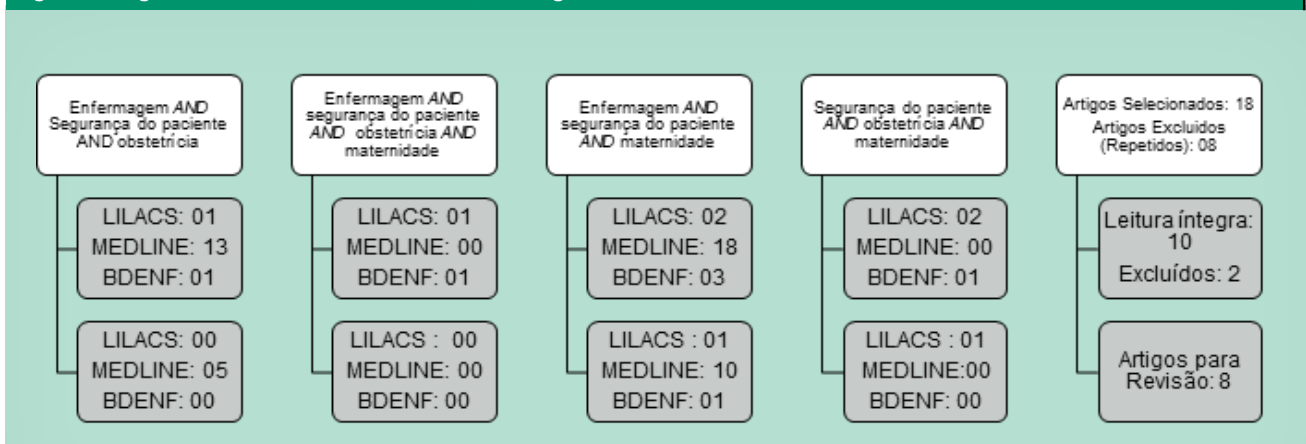 Enfermagem AND
Segurança do paciente
AND obstetrícia
LILACS: 01
MEDLINE: 13
BDENF: 01
LILACS: 00
MEDLINE: 05
BDENF: 00
Enfermagem AND
segurança do paciente
AND obstetrícia AND
maternidade
LILACS: 01
MEDLINE: 00
BDENF: 01
LILACS : 00
MEDLINE: 00
BDENF: 00
Enfermagem AND
segurança do paciente
AND maternidade
LILACS: 02
MEDLINE: 18
BDENF: 03
LILACS : 01
MEDLINE: 10
BDENF: 01
Segurança do paciente
AND obstetrícia AND
maternidade
LILACS: 02
MEDLINE: 00
BDENF: 01
LILACS : 01
MEDLINE:00
BDENF: 00
Artigos Selecionados: 18
Artigos Excluidos
(Repetidos): 08
Leitura íntegra:
10
Excluídos: 2
Artigos para
Revisão: 8